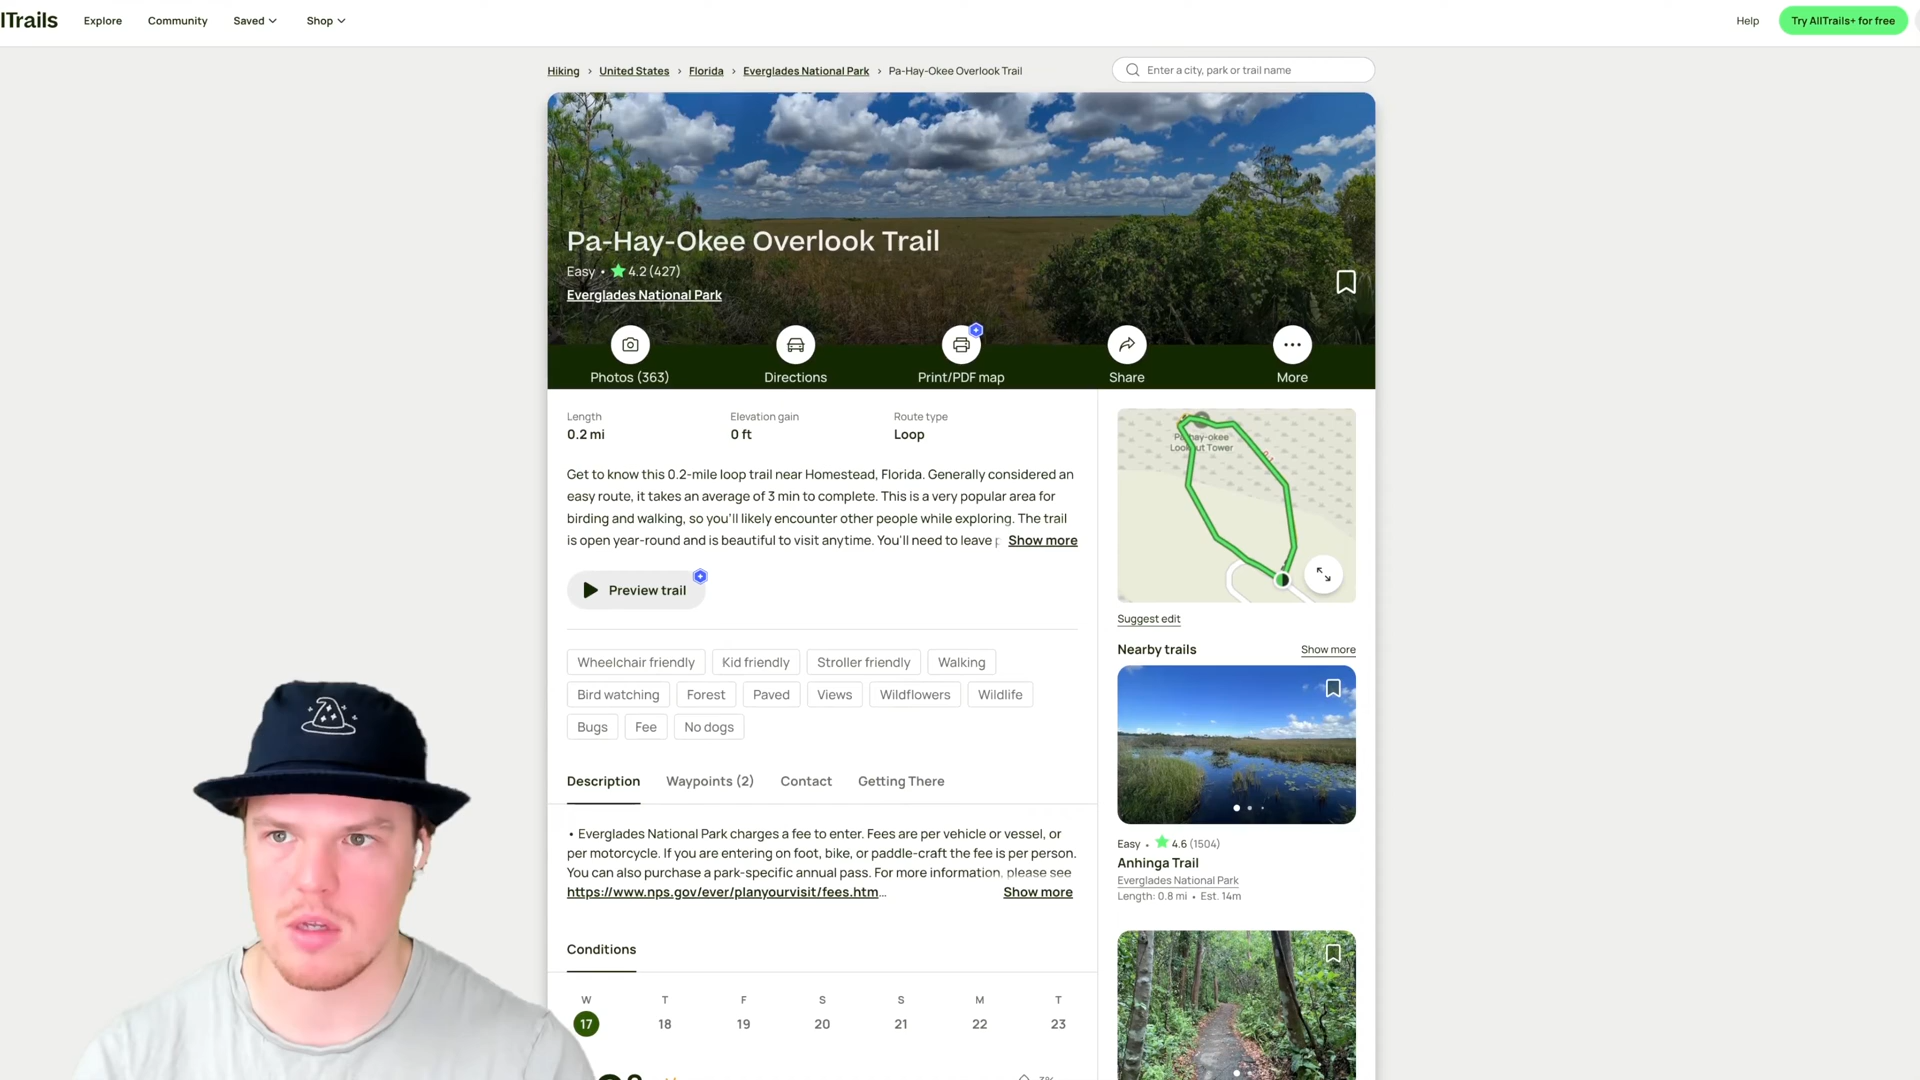 lTrails
Explore
Community
Saved
Shop
Help
Try AllTrails+ for free
Hiking › United States › Florida › Everglades National Park › Pa-Hay-Okee Overlook Trail
Enter a city, park or trail name
Pa-Hay-Okee Overlook Trail
Easy • 4.2 (427)
Everglades National Park
Photos (363)
Directions
Print/PDF map
Share
More
Length
0.2 mi
Elevation gain
0 ft
Route type
Loop
Get to know this 0.2-mile loop trail near Homestead, Florida. Generally considered an
easy route, it takes an average of 3 min to complete. This is a very popular area for
birding and walking, so you'll likely encounter other people while exploring. The trail
is open year-round and is beautiful to visit anytime. You'll need to leave p Show more
Preview trail
Wheelchair friendly
Kid friendly
Stroller friendly
Walking
Bird watching
Forest
Paved
Views
Wildflowers
Wildlife
Bugs
Fee
No dogs
Description
Waypoints (2)
Contact
Getting There
• Everglades National Park charges a fee to enter. Fees are per vehicle or vessel, or
per motorcycle. If you are entering on foot, bike, or paddle-craft the fee is per person.
You can also purchase a park-specific annual pass. For more information, please see
https://www.nps.gov/ever/planyourvisit/fees.htm... Show more
Conditions
W T F S S M T
17 18 19 20 21 22 23
Lookout Tower
Suggest edit
Nearby trails
Show more
Easy • 4.6 (1504)
Anhinga Trail
Everglades National Park
Length: 0.8 mi • Est. 14m